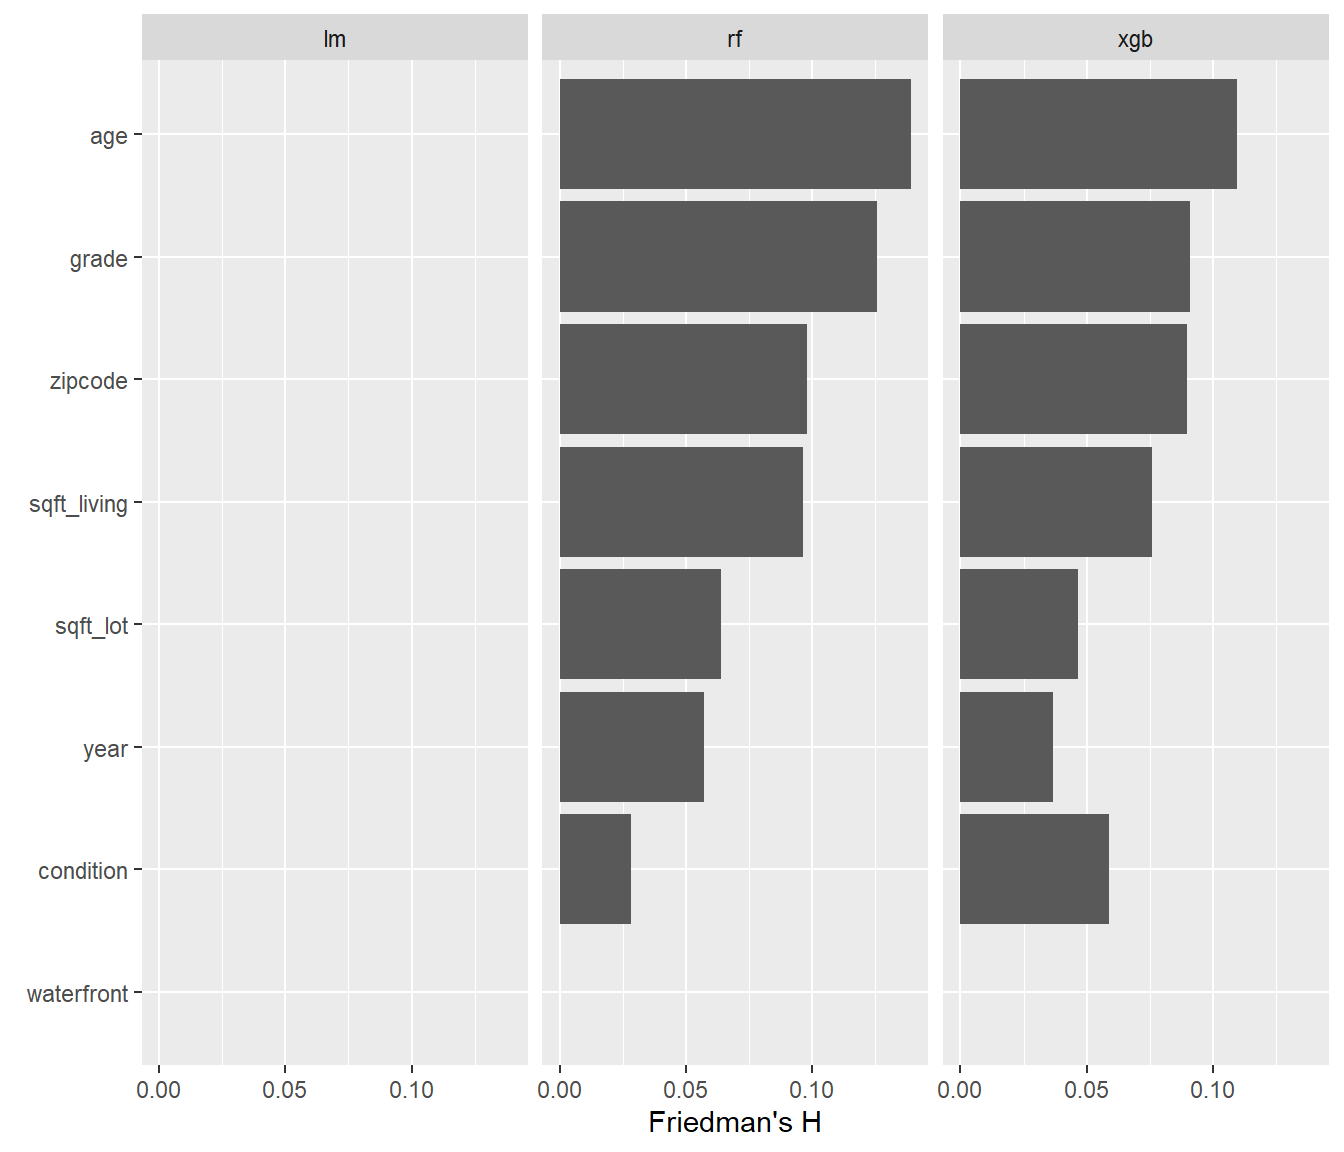 lm rf xgb
age
grade
zipcode
sqft_living
sqft_lot
year
condition
waterfront
0.00 0.05 0.10 0.00 0.05 0.10 0.00 0.05 0.10
Friedman's H